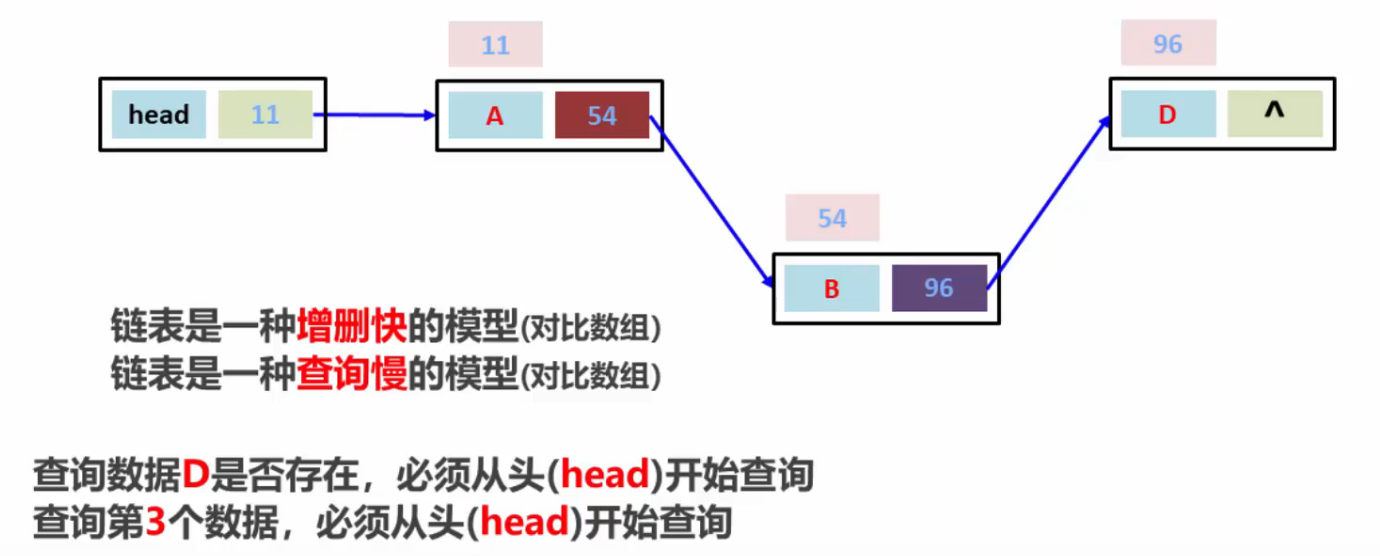 11
96
head 11
A 54
D ^
54
B 96
链表是一种增删快的模型(对比数组)
链表是一种查询慢的模型(对比数组)
查询数据D是否存在，必须从头(head)开始查询
查询第3个数据，必须从头(head)开始查询